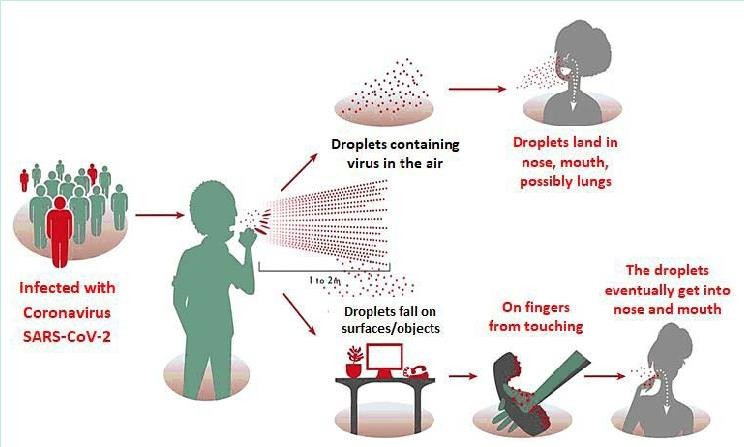 Droplets containing
virus in the air
Droplets land in
nose, mouth,
possibly lungs
Infected with
Coronavirus
SARS-CoV-2
1 to 2m
Droplets fall on
surfaces/objects
On fingers
from touching
The droplets
eventually get into
nose and mouth